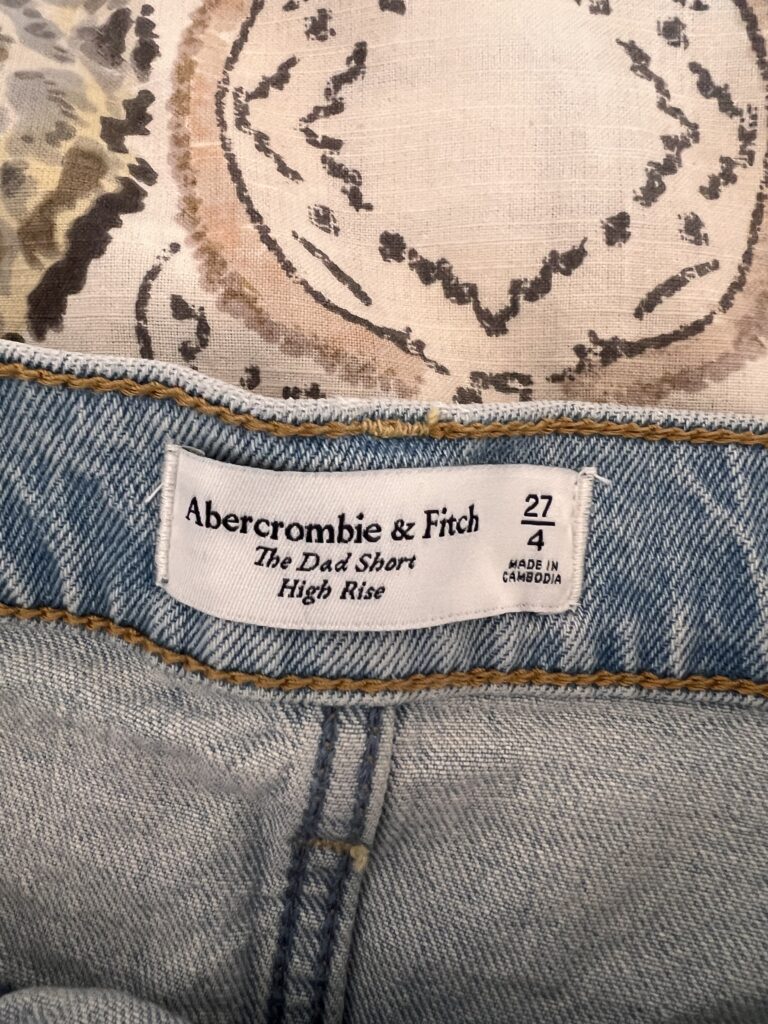 Abercrombie & Fitch
The Dad Short
High Rise
27
4
MADE IN
CAMBODIA